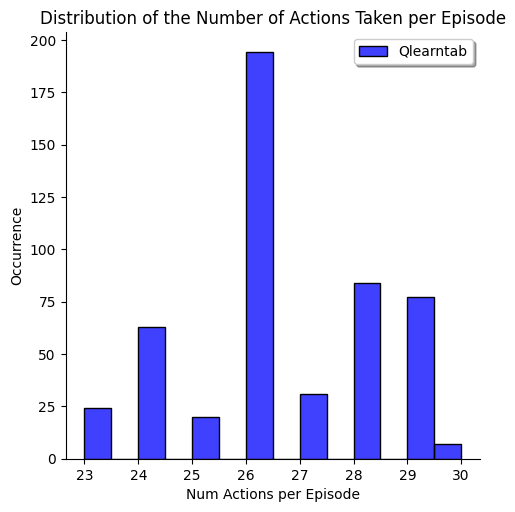 Distribution of the Number of Actions Taken per Episode
Qlearntab
Occurrence
200
175
150
125
100
75
50
25
0
23 24 25 26 27 28 29 30
Num Actions per Episode